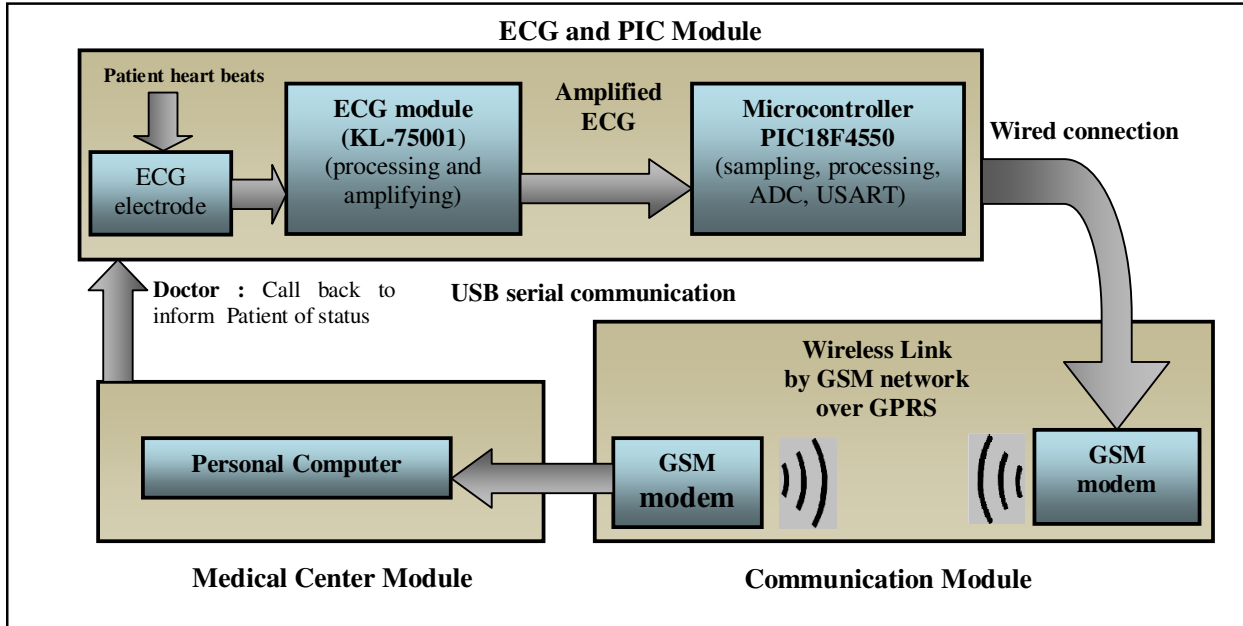 ECG and PIC Module
Patient heart beats
ECG
electrode
ECG module
(KL-75001)
(processing and
amplifying)
Amplified
ECG
Microcontroller
PIC18F4550
(sampling, processing,
ADC, USART)
Wired connection
Doctor : Call back to
inform Patient of status
USB serial communication
Wireless Link
by GSM network
over GPRS
Personal Computer
GSM
modem
GSM
modem
Medical Center Module
Communication Module